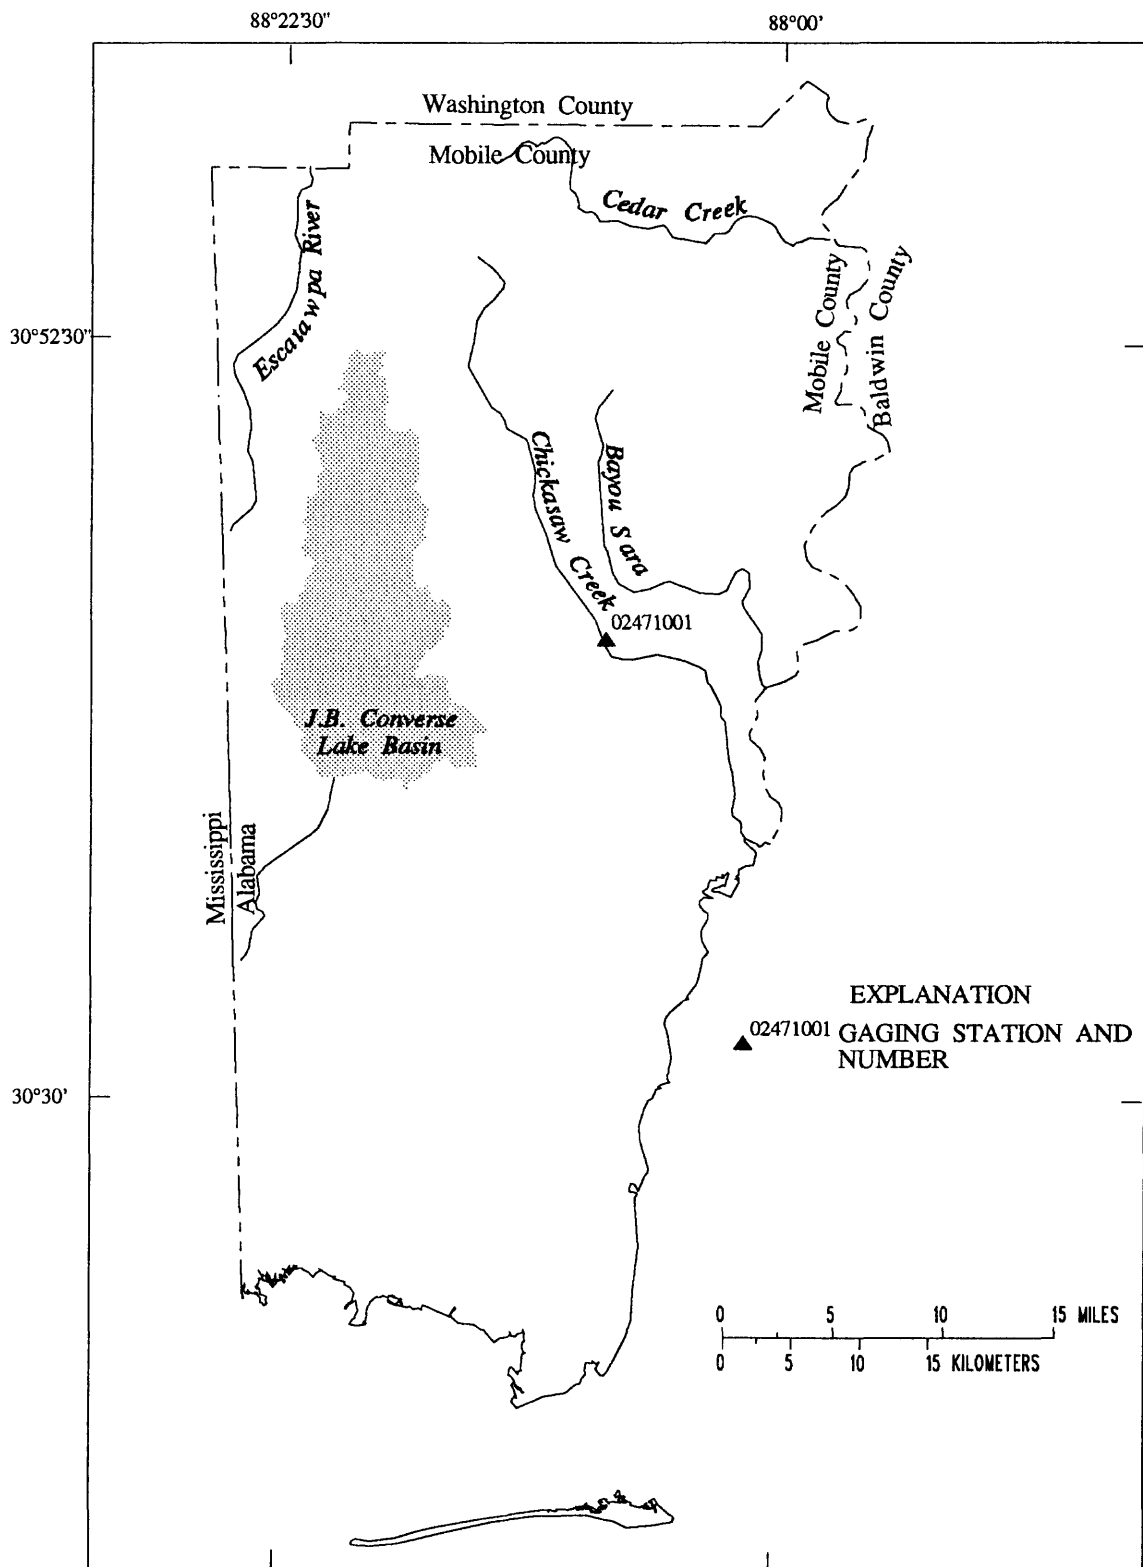 88°22'30"
88°00'
Washington County
Mobile County
Cedar Creek
Escatawpa River
Mobile County
Baldwin County
30°52'30"
Chickasaw Creek
Bayou Sara
02471001
J.B. Converse
Lake Basin
Mississippi
Alabama
EXPLANATION
02471001 GAGING STATION AND
NUMBER
30°30'
0 5 10 15 MILES
0 5 10 15 KILOMETERS